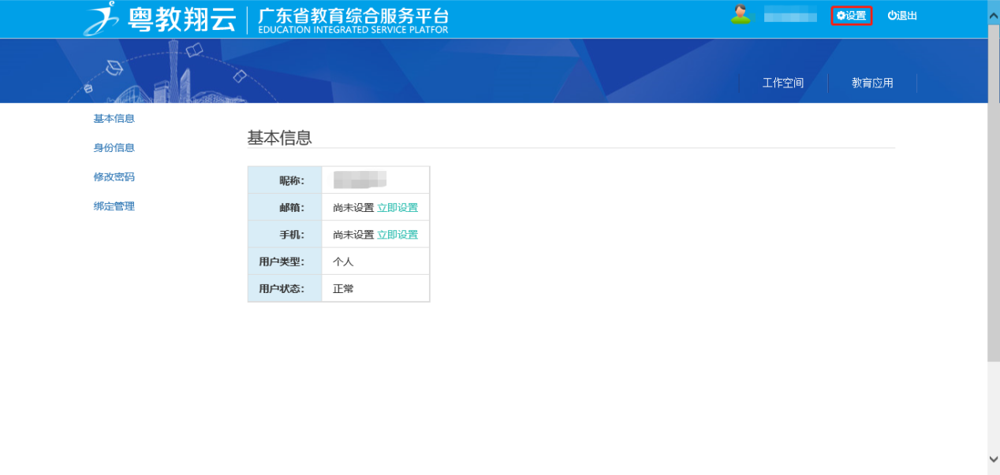 粤教翔云 广东省教育综合服务平台
EDUCATION INTEGRATED SERVICE PLATFOR
设置 退出
工作空间 教育应用
基本信息
身份信息
修改密码
绑定管理
基本信息
昵称：
邮箱： 尚未设置 立即设置
手机： 尚未设置 立即设置
用户类型： 个人
用户状态： 正常